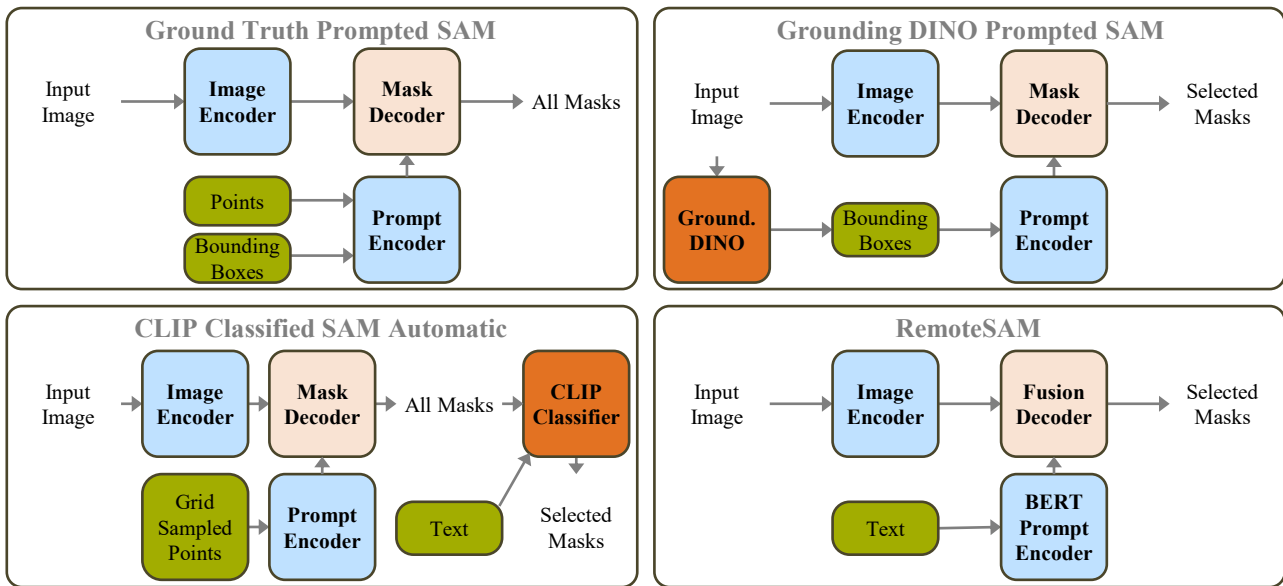 Ground Truth Prompted SAM
Input
Image
Image
Encoder
Mask
Decoder
All Masks
Points
Bounding
Boxes
Prompt
Encoder
Grounding DINO Prompted SAM
Input
Image
Image
Encoder
Mask
Decoder
Selected
Masks
Ground.
DINO
Bounding
Boxes
Prompt
Encoder
CLIP Classified SAM Automatic
Input
Image
Image
Encoder
Mask
Decoder
All Masks
CLIP
Classifier
Grid
Sampled
Points
Prompt
Encoder
Text
Selected
Masks
RemoteSAM
Input
Image
Image
Encoder
Fusion
Decoder
Selected
Masks
Text
BERT
Prompt
Encoder